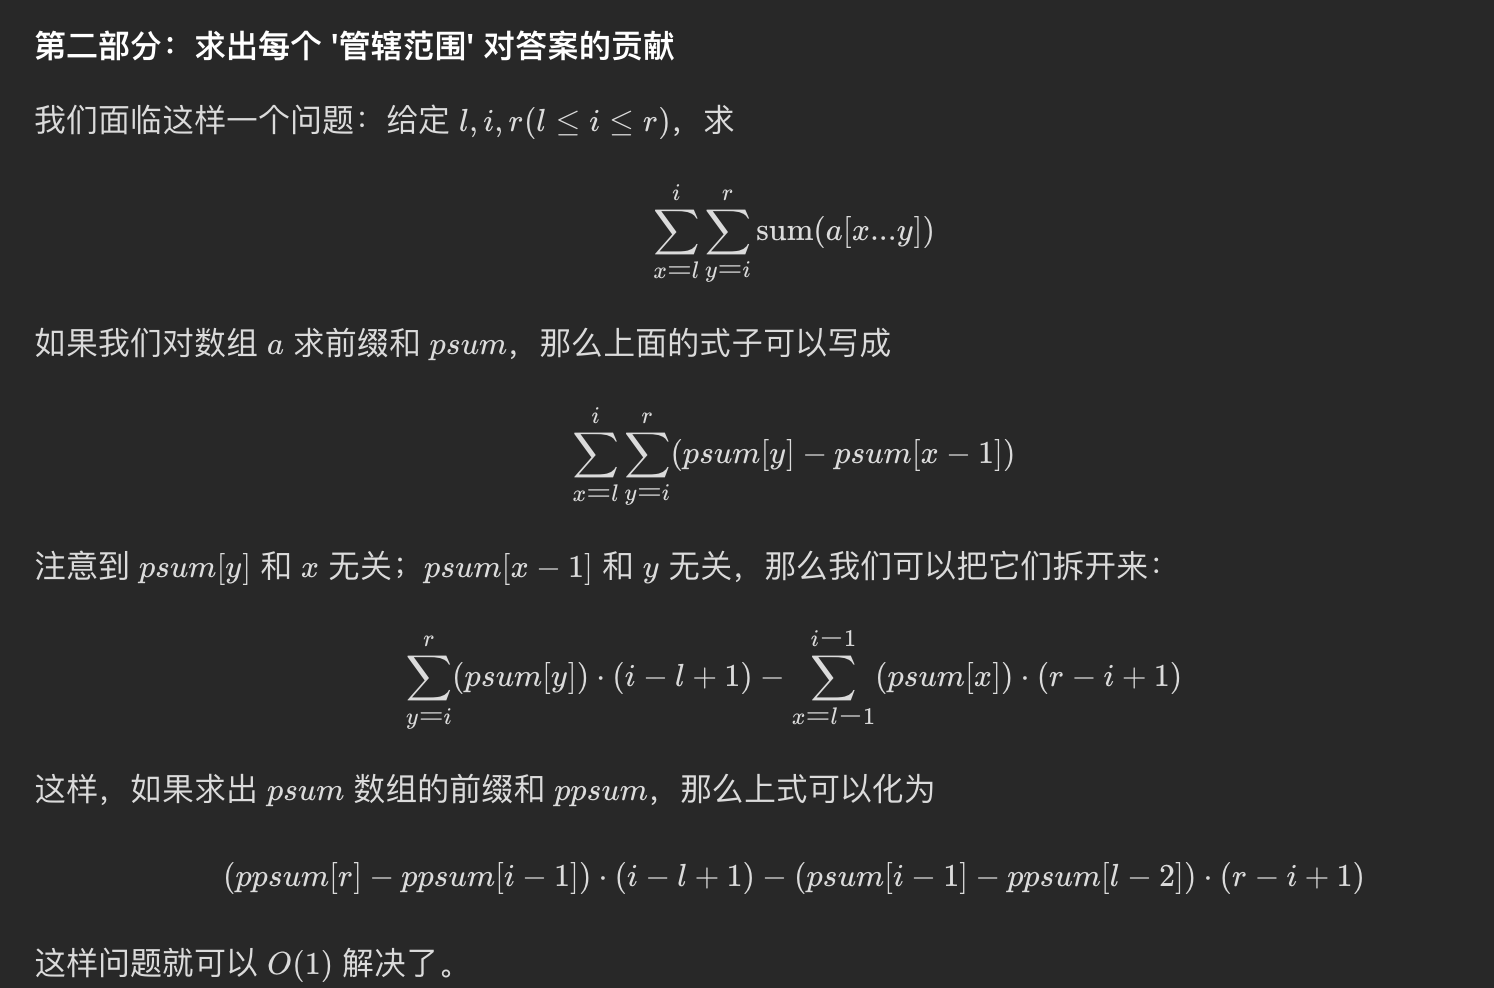 第二部分：求出每个 '管辖范围' 对答案的贡献
我们面临这样一个问题：给定 l, i, r(l ≤ i ≤ r)，求
\sum_{x=l}^{i} \sum_{y=i}^{r} sum(a[x...y])
如果我们对数组 a 求前缀和 psum，那么上面的式子可以写成
\sum_{x=l}^{i} \sum_{y=i}^{r} (psum[y] − psum[x − 1])
注意到 psum[y] 和 x 无关；psum[x − 1] 和 y 无关，那么我们可以把它们拆开来：
\sum_{y=i}^{r} (psum[y]) · (i − l + 1) − \sum_{x=l−1}^{i−1} (psum[x]) · (r − i + 1)
这样，如果求出 psum 数组的前缀和 ppsum，那么上式可以化为
(ppsum[r] − ppsum[i − 1]) · (i − l + 1) − (psum[i − 1] − ppsum[l − 2]) · (r − i + 1)
这样问题就可以 O(1) 解决了。